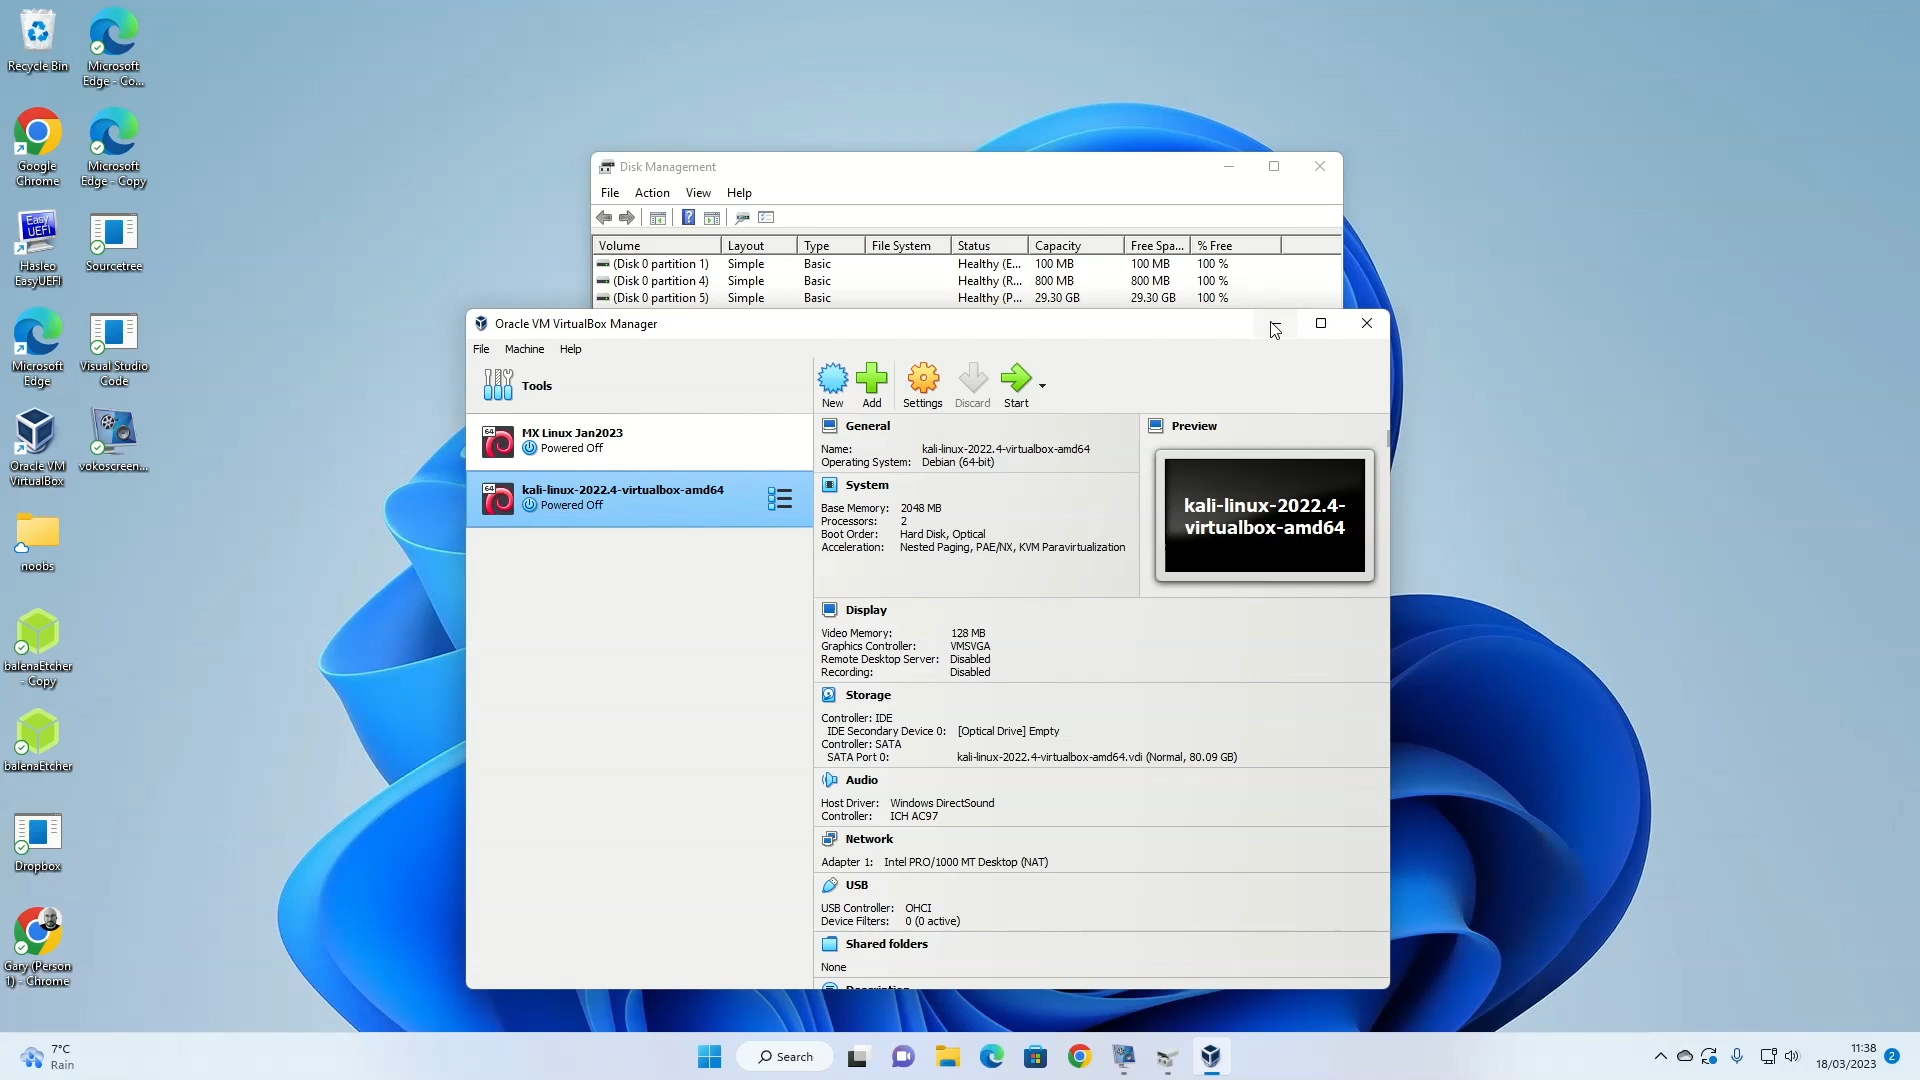 Recycle Bin
Microsoft
Edge - Co...
Google
Chrome
Microsoft
Edge - Copy
Easy
UEFI
Hasleo
EasyUEFI
Sourcetree
Microsoft
Edge
Visual Studio
Code
Oracle VM
VirtualBox
vokoscreen...
noobs
balenaEtcher
- Copy
balenaEtcher
Dropbox
Gary (Person
1) - Chrome
Disk Management
File Action View Help
Volume Layout Type File System Status Capacity Free Spa... % Free
(Disk 0 partition 1) Simple Basic Healthy (E... 100 MB 100 MB 100 %
(Disk 0 partition 4) Simple Basic Healthy (R... 800 MB 800 MB 100 %
(Disk 0 partition 5) Simple Basic Healthy (P... 29.30 GB 29.30 GB 100 %
Oracle VM VirtualBox Manager
File Machine Help
Tools
New Add Settings Discard Start
64 MX Linux Jan2023
Powered Off
64 kali-linux-2022.4-virtualbox-amd64
Powered Off
General
Name: kali-linux-2022.4-virtualbox-amd64
Operating System: Debian (64-bit)
System
Base Memory: 2048 MB
Processors: 2
Boot Order: Hard Disk, Optical
Acceleration: Nested Paging, PAE/NX, KVM Paravirtualization
Preview
kali-linux-2022.4-
virtualbox-amd64
Display
Video Memory: 128 MB
Graphics Controller: VMSVGA
Remote Desktop Server: Disabled
Recording: Disabled
Storage
Controller: IDE
IDE Secondary Device 0: [Optical Drive] Empty
Controller: SATA
SATA Port 0: kali-linux-2022.4-virtualbox-amd64.vdi (Normal, 80.09 GB)
Audio
Host Driver: Windows DirectSound
Controller: ICH AC97
Network
Adapter 1: Intel PRO/1000 MT Desktop (NAT)
USB
USB Controller: OHCI
Device Filters: 0 (0 active)
Shared folders
None
Description
7°C
Rain
Search
11:38
18/03/2023
2